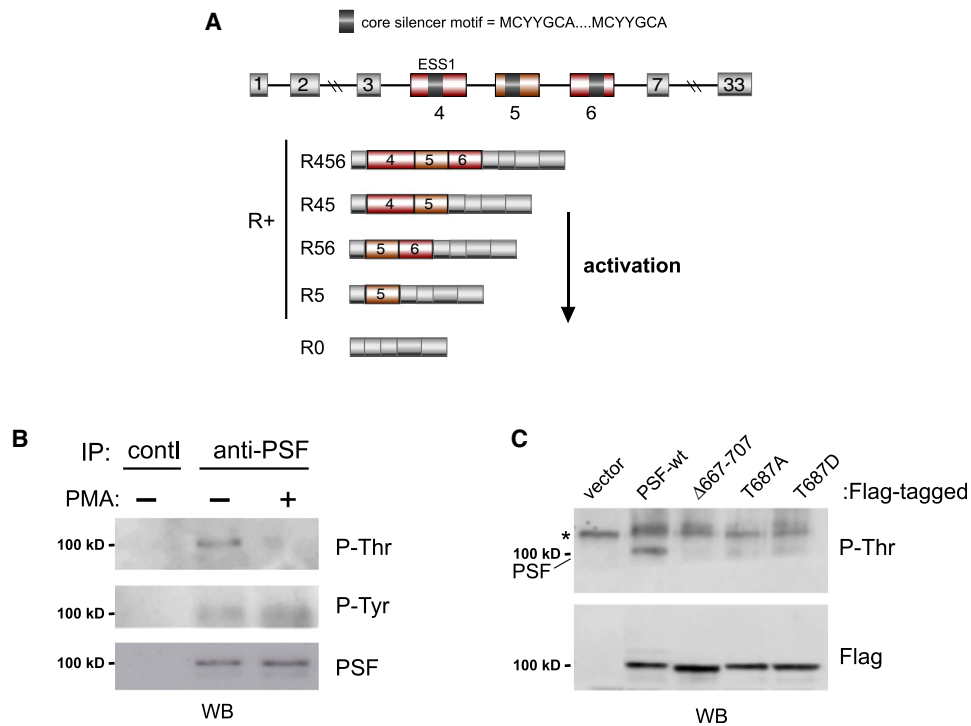 A
core silencer motif = MCYYGCA....MCYYGCA
ESS1
1 2 3 7 33
4 5 6
R456 4 5 6
R45 4 5
R+
R56 5 6
activation
R5 5
R0
B
IP: contl anti-PSF
PMA: – – +
100 kD - P-Thr
100 kD - P-Tyr
100 kD - PSF
WB
C
vector PSF-wt Δ667-707 T687A T687D :Flag-tagged
*
100 kD - P-Thr
PSF
100 kD - Flag
WB